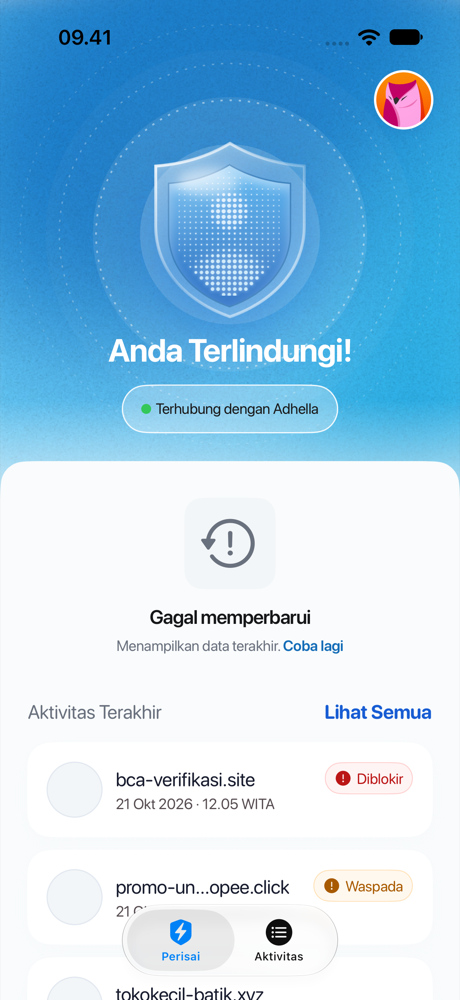 09.41
Anda Terlindungi!
Terhubung dengan Adhella
Gagal memperbarui
Menampilkan data terakhir. Coba lagi
Aktivitas Terakhir
Lihat Semua
bca-verifikasi.site
Diblokir
21 Okt 2026 · 12.05 WITA
promo-un...opee.click
Waspada
tokokecil-batik.xyz
Perisai
Aktivitas